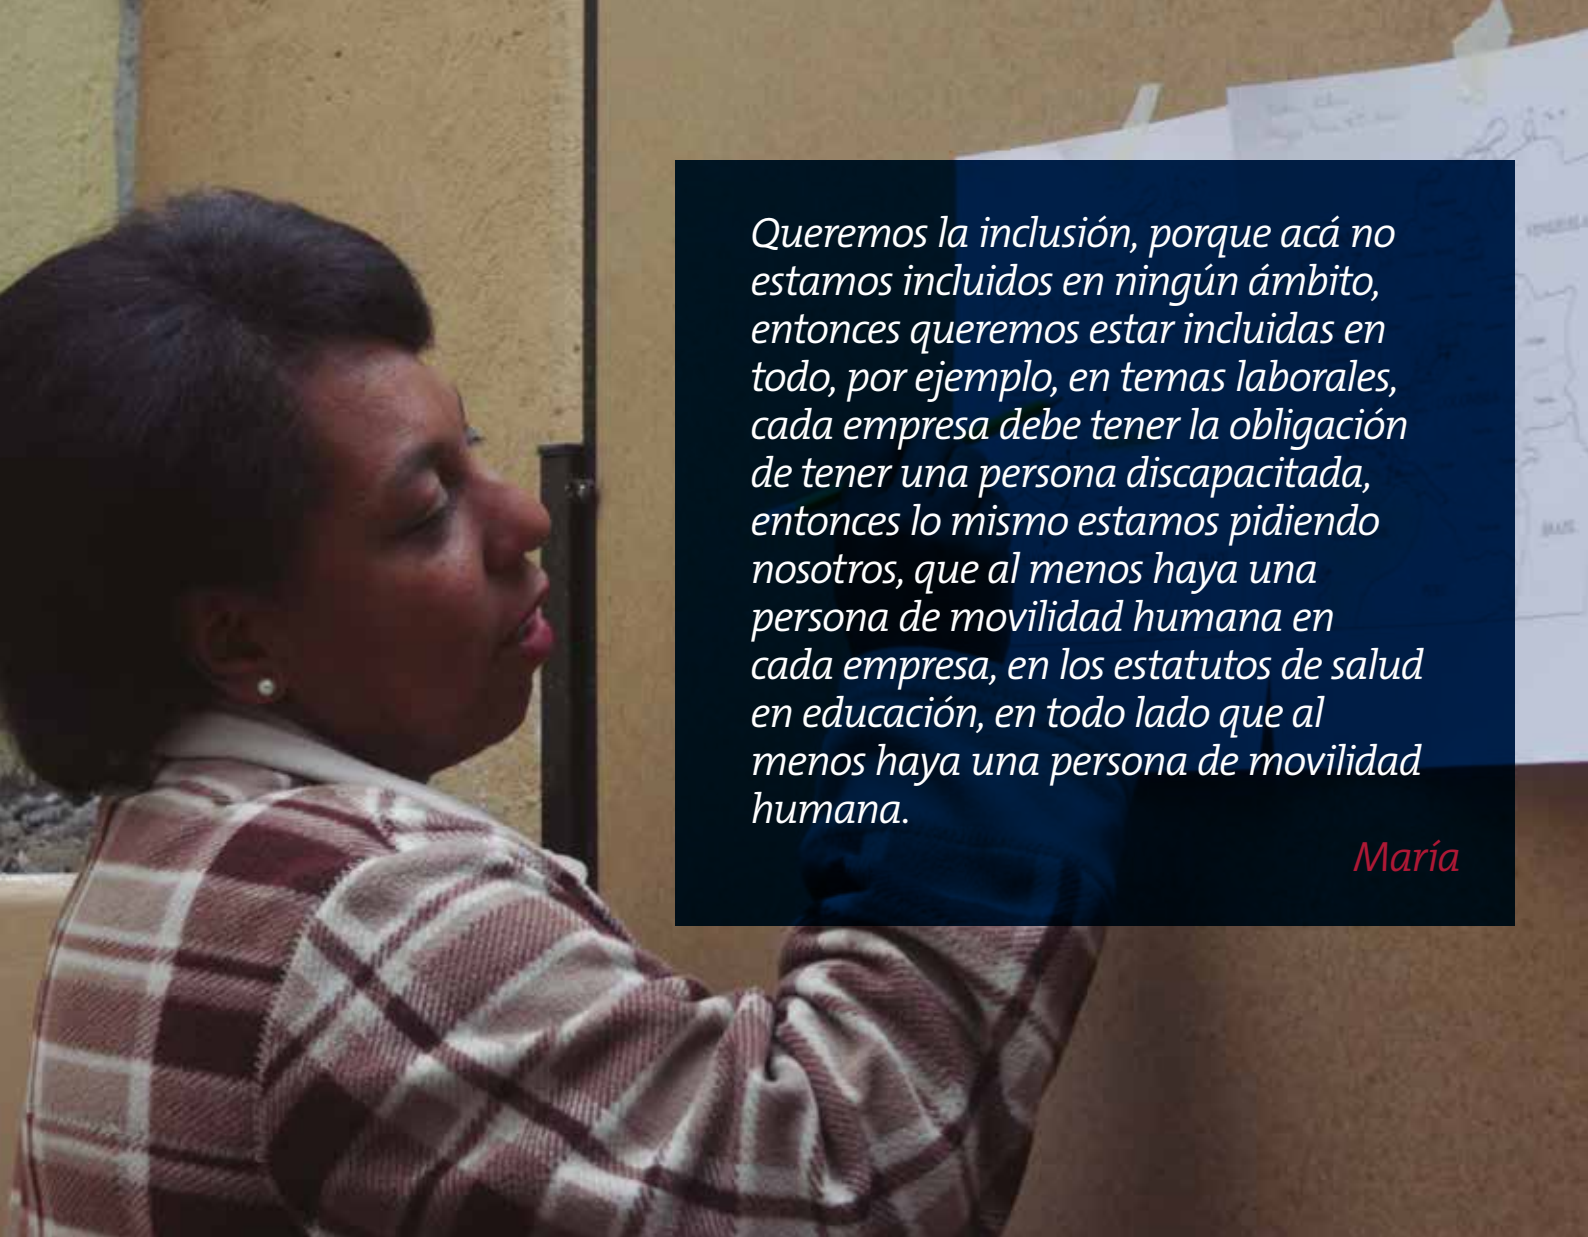 Queremos la inclusión, porque acá no
estamos incluidos en ningún ámbito,
entonces queremos estar incluidas en
todo, por ejemplo, en temas laborales,
cada empresa debe tener la obligación
de tener una persona discapacitada,
entonces lo mismo estamos pidiendo
nosotros, que al menos haya una
persona de movilidad humana en
cada empresa, en los estatutos de salud
en educación, en todo lado que al
menos haya una persona de movilidad
humana.
María